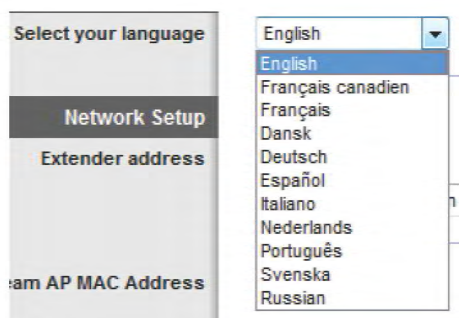 Select your language
English
English
Français canadien
Français
Dansk
Deutsch
Español
Italiano
Nederlands
Português
Svenska
Russian
Network Setup
Extender address
AP MAC Address